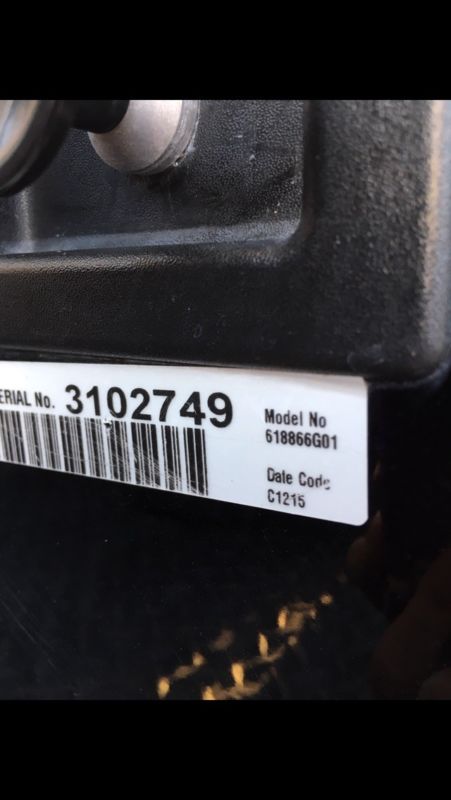 ERIAL No. 3102749
Model No
618866G01
Date Code
C1215